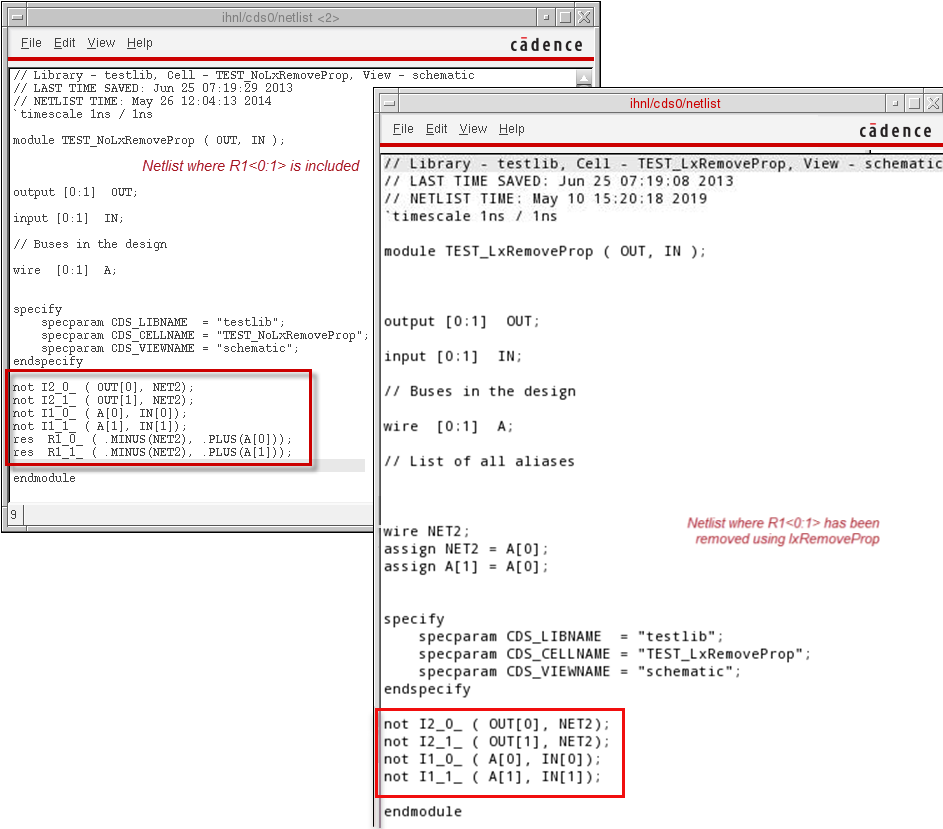 ihnl/cds0/netlist <2>
File Edit View Help
cādence
// Library - testlib, Cell - TEST_NoLxRemoveProp, View - schematic
// LAST TIME SAVED: Jun 25 07:19:29 2013
// NETLIST TIME: May 26 12:04:13 2014
`timescale 1ns / 1ns
module TEST_NoLxRemoveProp ( OUT, IN );
Netlist where R1<0:1> is included
output [0:1]  OUT;
input [0:1]  IN;
// Buses in the design
wire  [0:1]  A;
specify
    specparam CDS_LIBNAME  = "testlib";
    specparam CDS_CELLNAME = "TEST_NoLxRemoveProp";
    specparam CDS_VIEWNAME = "schematic";
endspecify
not I2_0_ ( OUT[0], NET2);
not I2_1_ ( OUT[1], NET2);
not I1_0_ ( A[0], IN[0]);
not I1_1_ ( A[1], IN[1]);
res  R1_0_ ( .MINUS(NET2), .PLUS(A[0]));
res  R1_1_ ( .MINUS(NET2), .PLUS(A[1]));
endmodule
9
ihnl/cds0/netlist
File Edit View Help
cādence
// Library - testlib, Cell - TEST_LxRemoveProp, View - schematic
// LAST TIME SAVED: Jun 25 07:19:08 2013
// NETLIST TIME: May 10 15:20:18 2019
`timescale 1ns / 1ns
module TEST_LxRemoveProp ( OUT, IN );
output [0:1]  OUT;
input [0:1]  IN;
// Buses in the design
wire  [0:1]  A;
// List of all aliases
wire NET2;
assign NET2 = A[0];
assign A[1] = A[0];
Netlist where R1<0:1> has been
removed using lxRemoveProp
specify
    specparam CDS_LIBNAME  = "testlib";
    specparam CDS_CELLNAME = "TEST_LxRemoveProp";
    specparam CDS_VIEWNAME = "schematic";
endspecify
not I2_0_ ( OUT[0], NET2);
not I2_1_ ( OUT[1], NET2);
not I1_0_ ( A[0], IN[0]);
not I1_1_ ( A[1], IN[1]);
endmodule